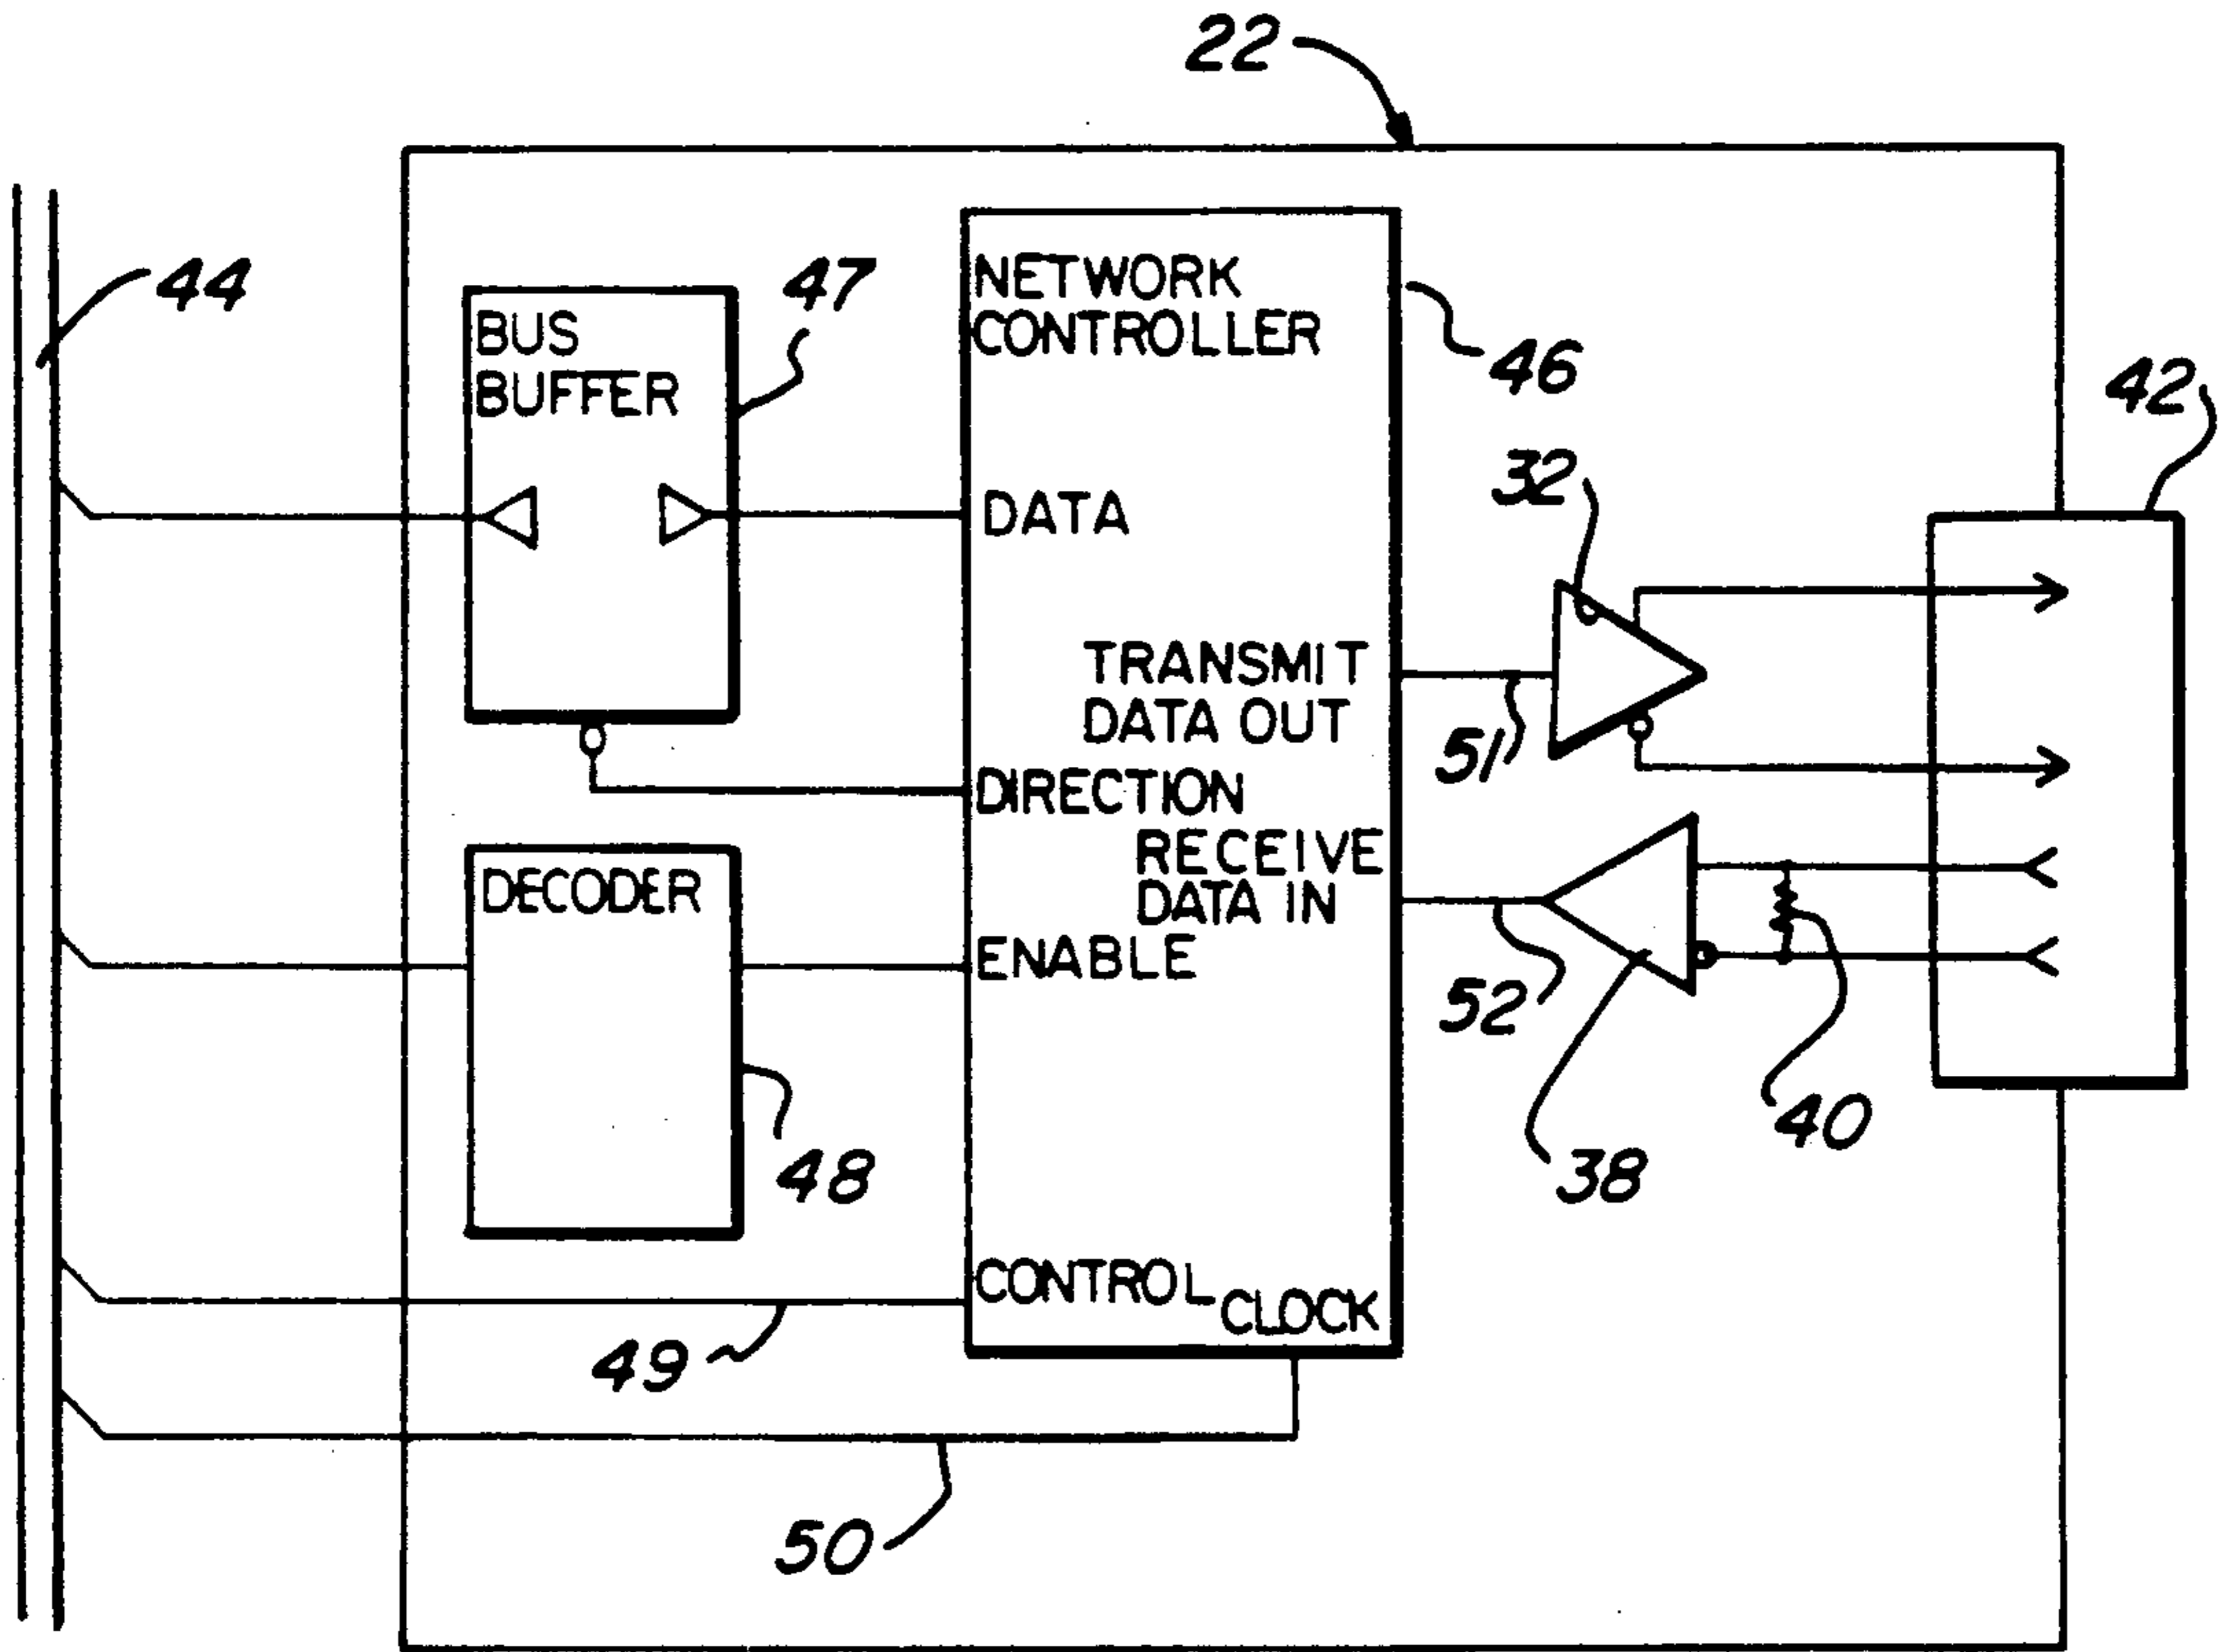 22
44
47
NETWORK
CONTROLLER
BUS
BUFFER
46
42
32
DATA
TRANSMIT
DATA OUT
51
DIRECTION
RECEIVE
DATA IN
DECODER
ENABLE
52
40
38
48
CONTROL
CLOCK
49
50